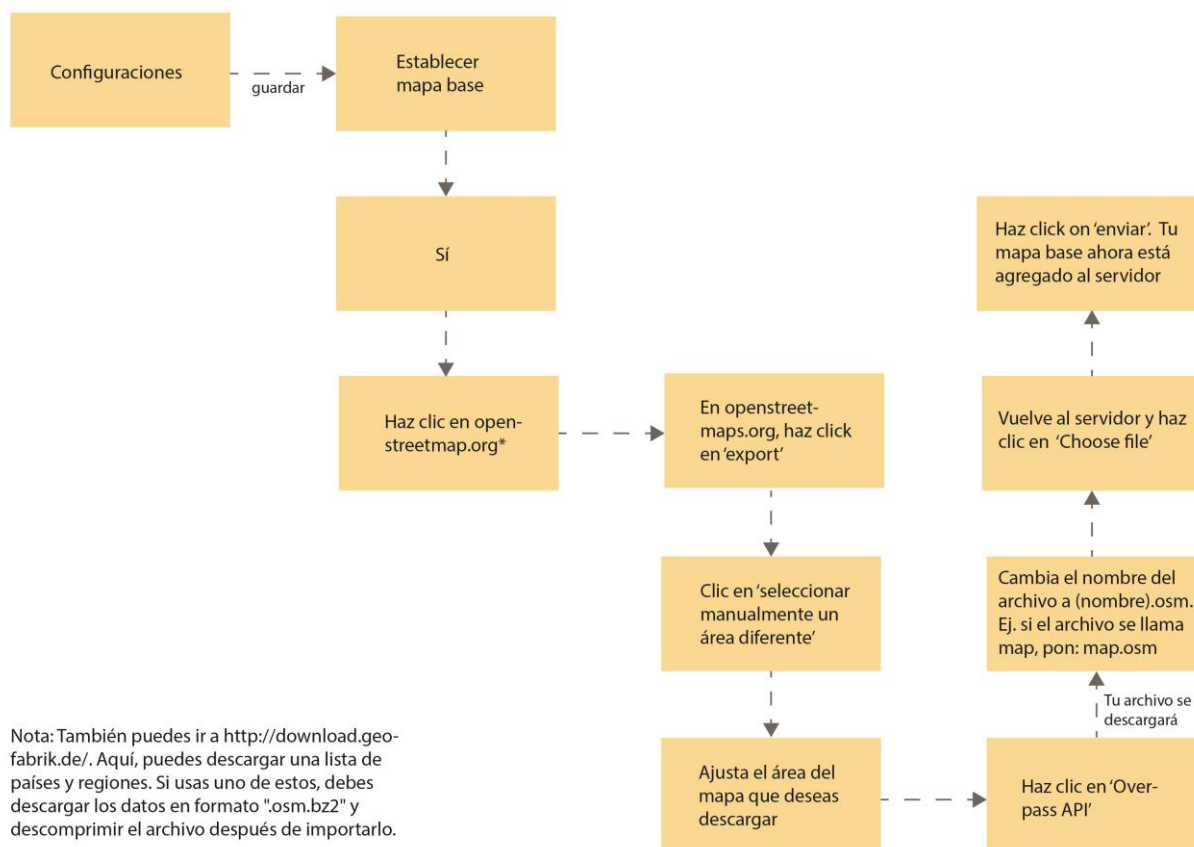 Configuraciones
guardar
Establecer
mapa base
Sí
Haz clic en open-
streetmap.org*
En openstreet-
maps.org, haz click
en ‘export’
Clic en ‘seleccionar
manualmente un
área diferente’
Ajusta el área del
mapa que deseas
descargar
Haz clic en ‘Over-
pass API’
Tu archivo se
descargará
Cambia el nombre del
archivo a (nombre).osm.
Ej. si el archivo se llama
map, pon: map.osm
Vuelve al servidor y haz
clic en ‘Choose file’
Haz click on ‘enviar’. Tu
mapa base ahora está
agregado al servidor
Nota: También puedes ir a http://download.geo-
fabrik.de/. Aquí, puedes descargar una lista de
países y regiones. Si usas uno de estos, debes
descargar los datos en formato ".osm.bz2" y
descomprimir el archivo después de importarlo.